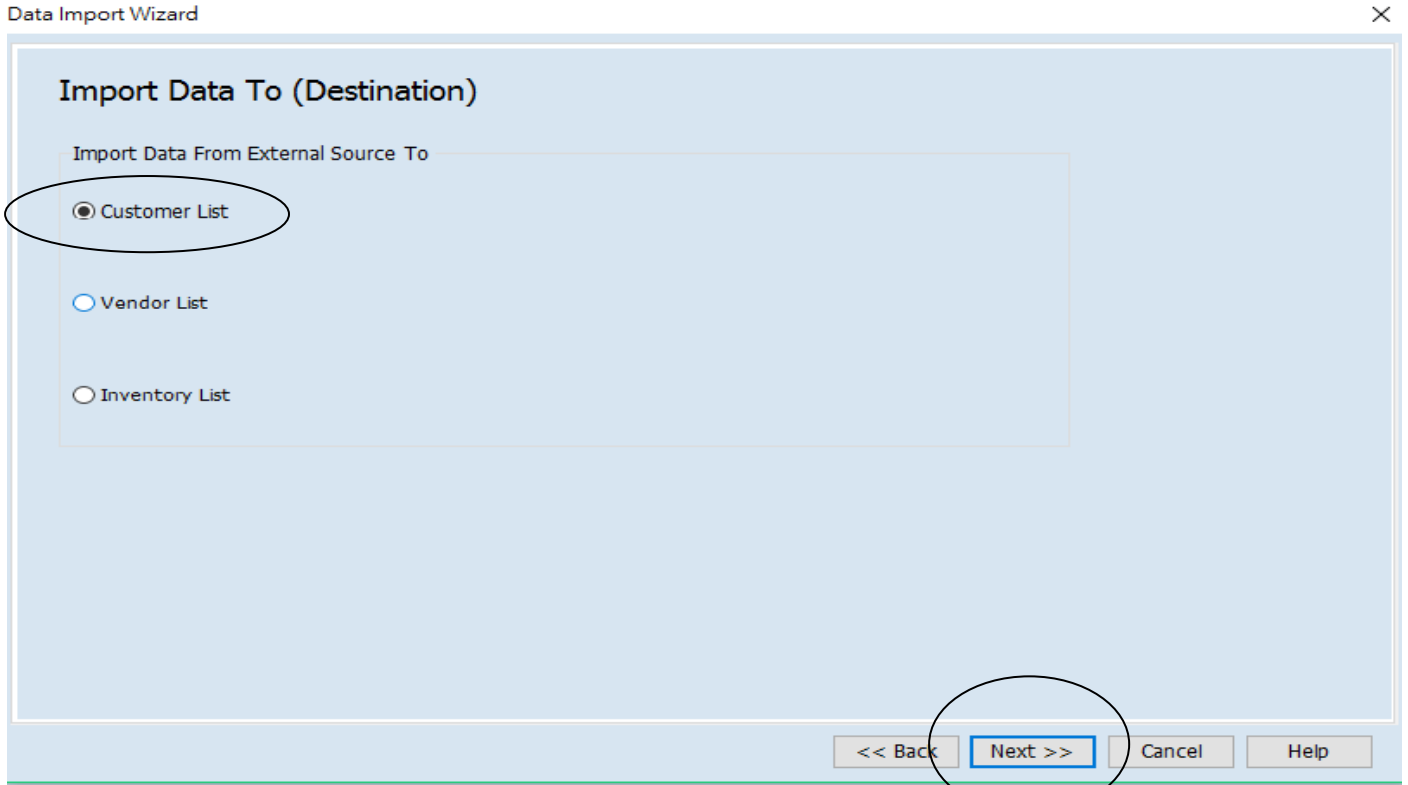 Data Import Wizard
Import Data To (Destination)
Import Data From External Source To
Customer List
Vendor List
Inventory List
<< Back Next >> Cancel Help